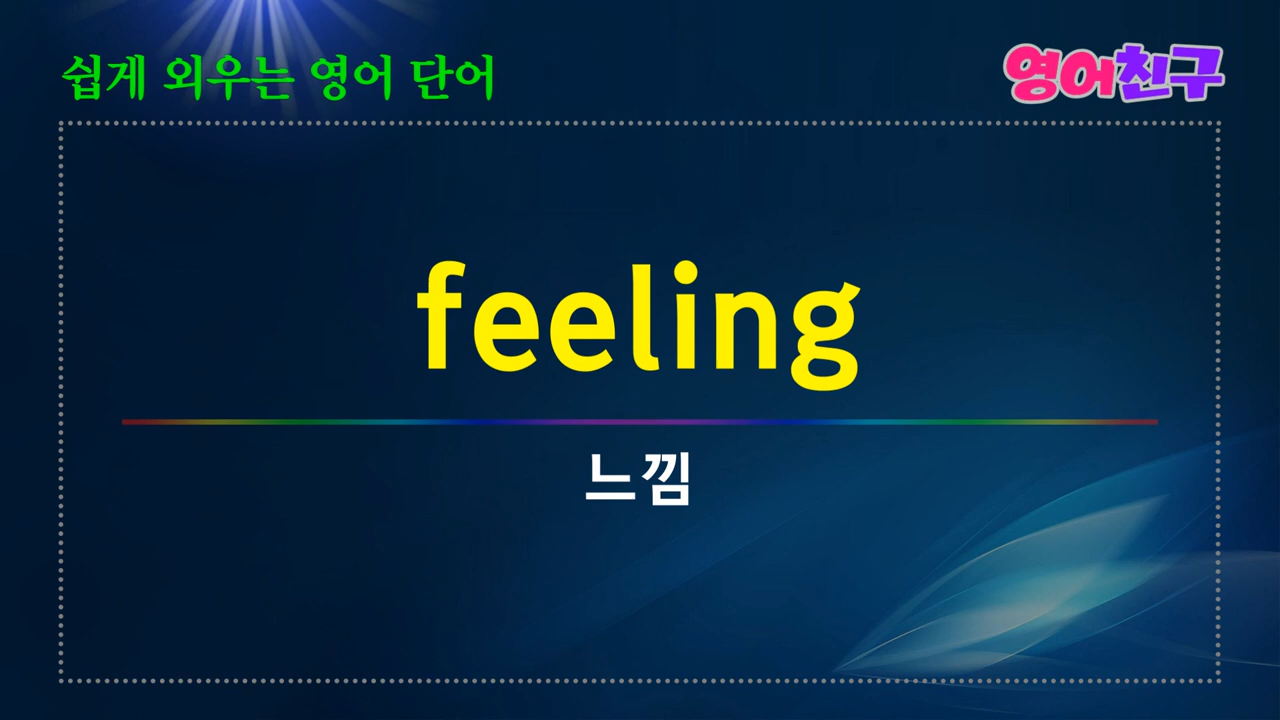 쉽게 외우는 영어 단어
영어친구
feeling
느낌